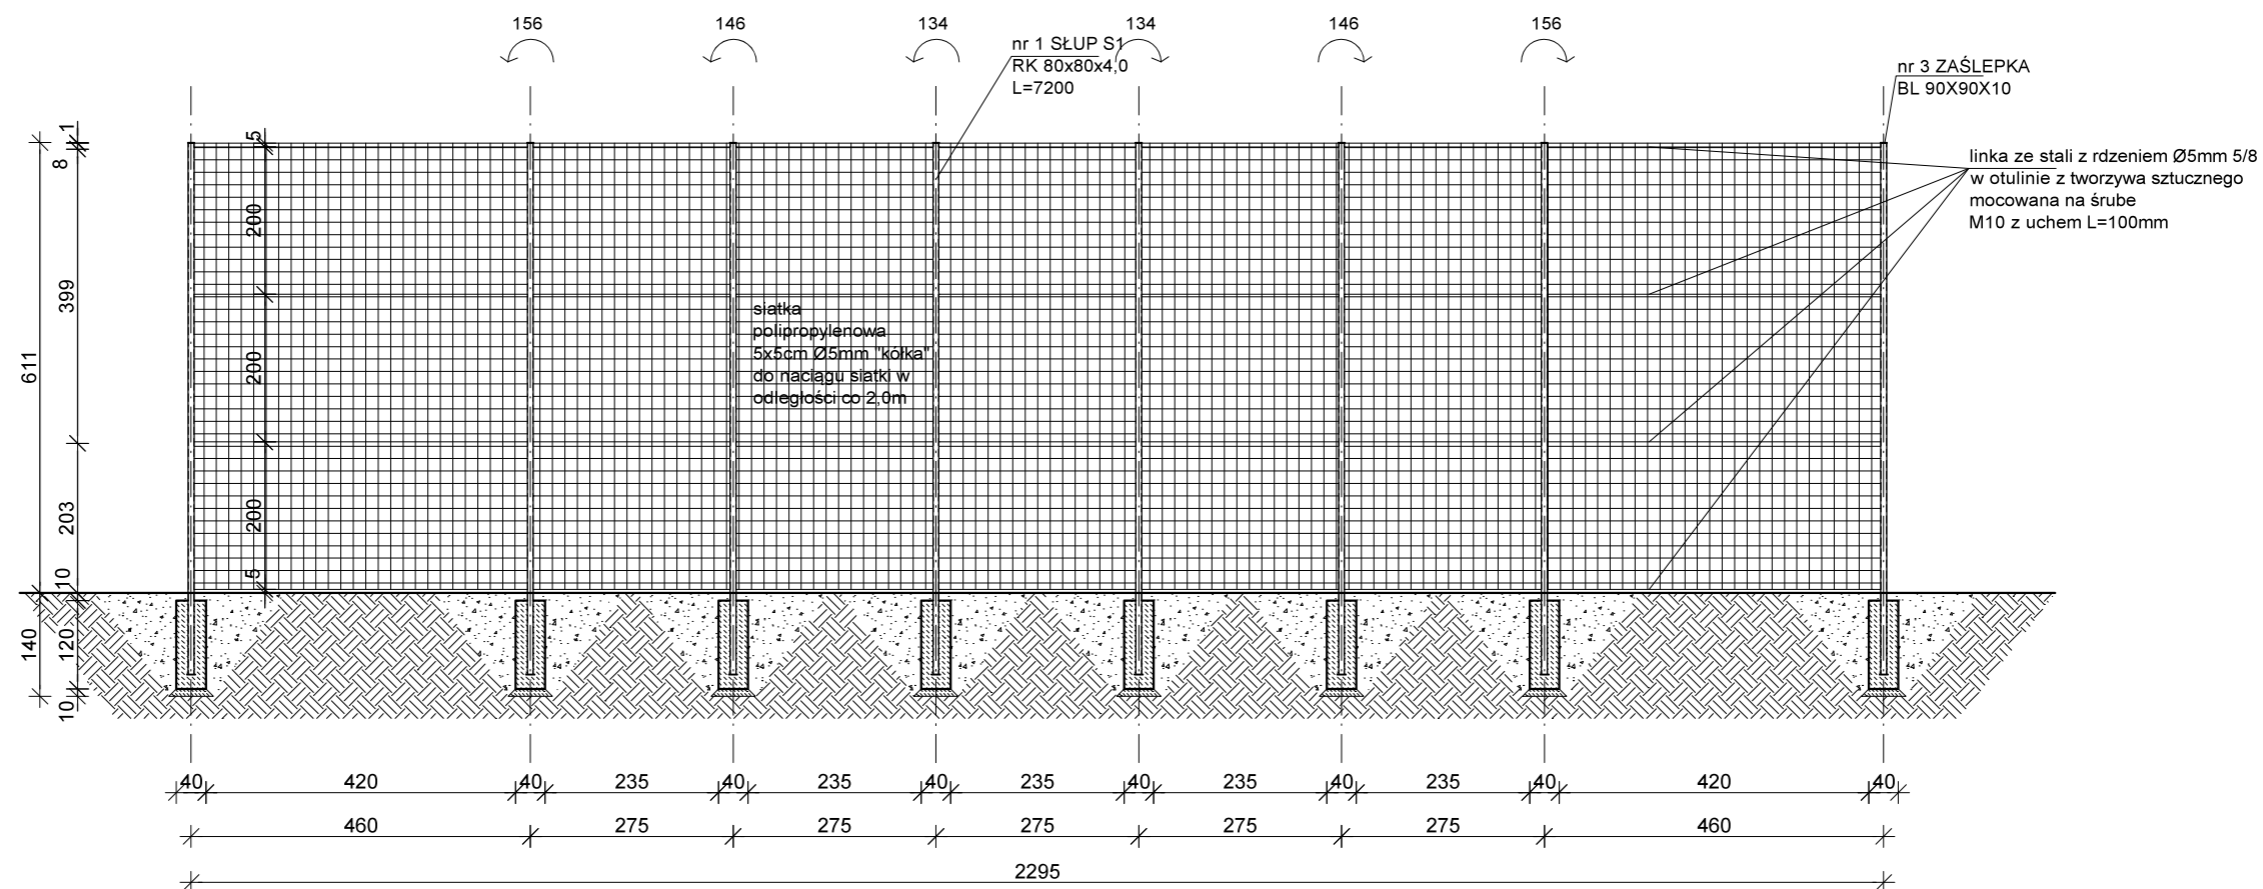 156 146 134 134 146 156
nr 1 SŁUP S1
RK 80x80x4,0
L=7200
nr 3 ZAŚLEPKA
BL 90X90X10
linka ze stali z rdzeniem Ø5mm 5/8
w otulinie z tworzywa sztucznego
mocowana na śrube
M10 z uchem L=100mm
siatka
polipropylenowa
5x5cm Ø5mm "kółka"
do naciągu siatki w
odległości co 2,0m
1
8
399
203
10
120
10
611
140
5
200
200
200
5
40 420 40 235 40 235 40 235 40 235 40 235 40 420 40
460 275 275 275 275 275 460
2295